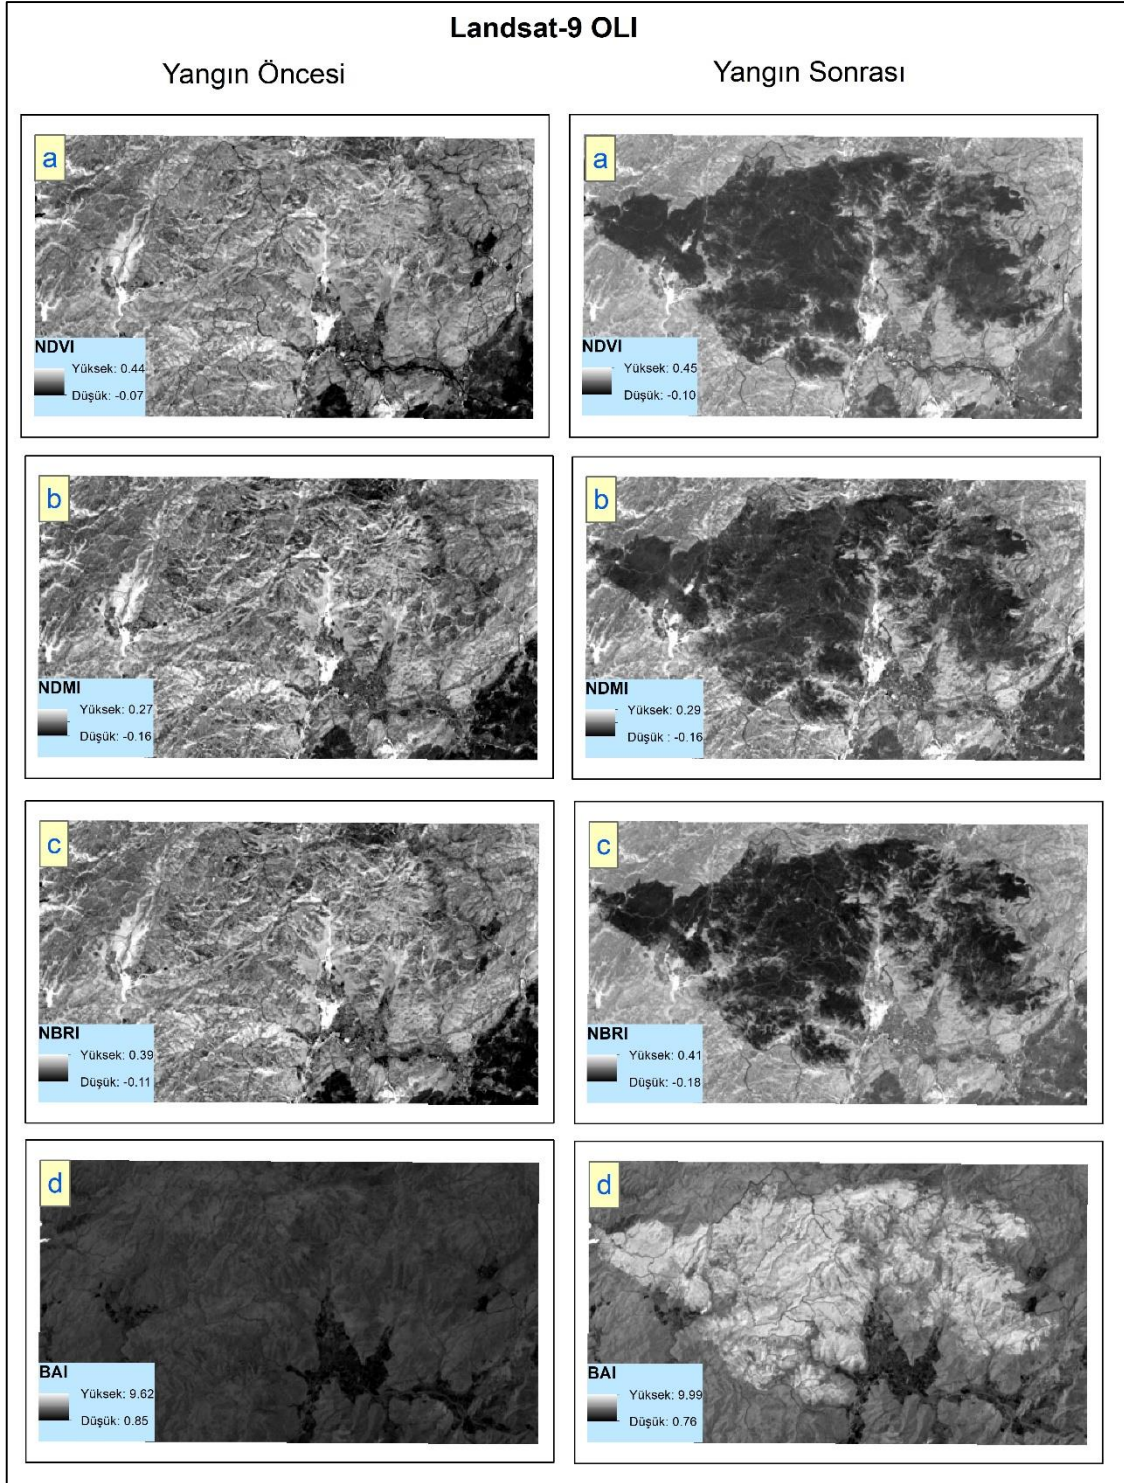 Landsat-9 OLI
Yangın Öncesi
Yangın Sonrası
a
NDVI
Yüksek: 0.44
Düşük: -0.07
a
NDVI
Yüksek: 0.45
Düşük: -0.10
b
NDMI
Yüksek: 0.27
Düşük: -0.16
b
NDMI
Yüksek: 0.29
Düşük : -0.16
c
NBRI
Yüksek: 0.39
Düşük: -0.11
c
NBRI
Yüksek: 0.41
Düşük: -0.18
d
BAI
Yüksek: 9.62
Düşük: 0.85
d
BAI
Yüksek: 9.99
Düşük: 0.76